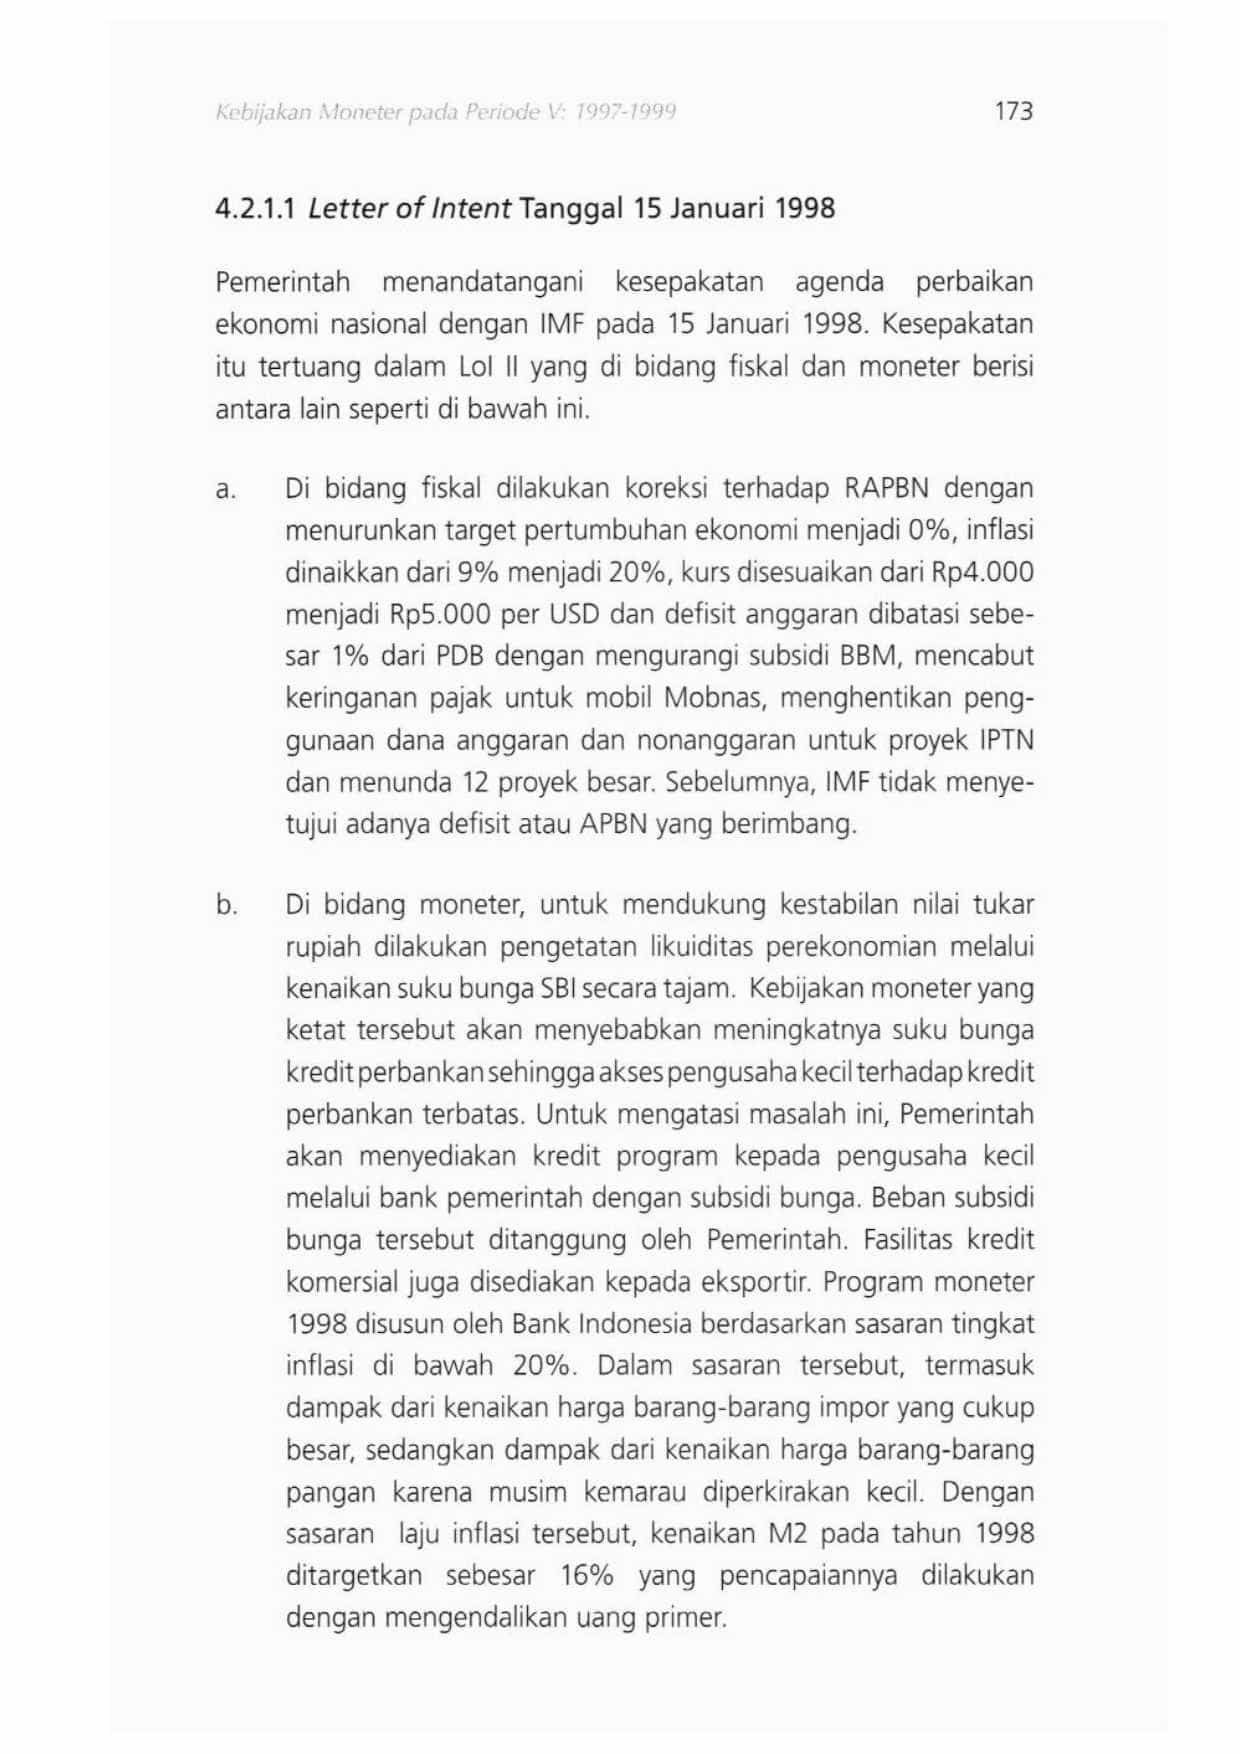 Kebijakan Moneter pada Periode V: 1997-1999 173
4.2.1.1 Letter of Intent Tanggal 15 Januari 1998
Pemerintah menandatangani kesepakatan agenda perbaikan
ekonomi nasional dengan IMF pada 15 Januari 1998. Kesepakatan
itu tertuang dalam LoI II yang di bidang fiskal dan moneter berisi
antara lain seperti di bawah ini.
a. Di bidang fiskal dilakukan koreksi terhadap RAPBN dengan
menurunkan target pertumbuhan ekonomi menjadi 0%, inflasi
dinaikkan dari 9% menjadi 20%, kurs disesuaikan dari Rp4.000
menjadi Rp5.000 per USD dan defisit anggaran dibatasi sebe-
sar 1% dari PDB dengan mengurangi subsidi BBM, mencabut
keringanan pajak untuk mobil Mobnas, menghentikan peng-
gunaan dana anggaran dan nonanggaran untuk proyek IPTN
dan menunda 12 proyek besar. Sebelumnya, IMF tidak menye-
tujui adanya defisit atau APBN yang berimbang.
b. Di bidang moneter, untuk mendukung kestabilan nilai tukar
rupiah dilakukan pengetatan likuiditas perekonomian melalui
kenaikan suku bunga SBI secara tajam. Kebijakan moneter yang
ketat tersebut akan menyebabkan meningkatnya suku bunga
kredit perbankan sehingga akses pengusaha kecil terhadap kredit
perbankan terbatas. Untuk mengatasi masalah ini, Pemerintah
akan menyediakan kredit program kepada pengusaha kecil
melalui bank pemerintah dengan subsidi bunga. Beban subsidi
bunga tersebut ditanggung oleh Pemerintah. Fasilitas kredit
komersial juga disediakan kepada eksportir. Program moneter
1998 disusun oleh Bank Indonesia berdasarkan sasaran tingkat
inflasi di bawah 20%. Dalam sasaran tersebut, termasuk
dampak dari kenaikan harga barang-barang impor yang cukup
besar, sedangkan dampak dari kenaikan harga barang-barang
pangan karena musim kemarau diperkirakan kecil. Dengan
sasaran laju inflasi tersebut, kenaikan M2 pada tahun 1998
ditargetkan sebesar 16% yang pencapaiannya dilakukan
dengan mengendalikan uang primer.